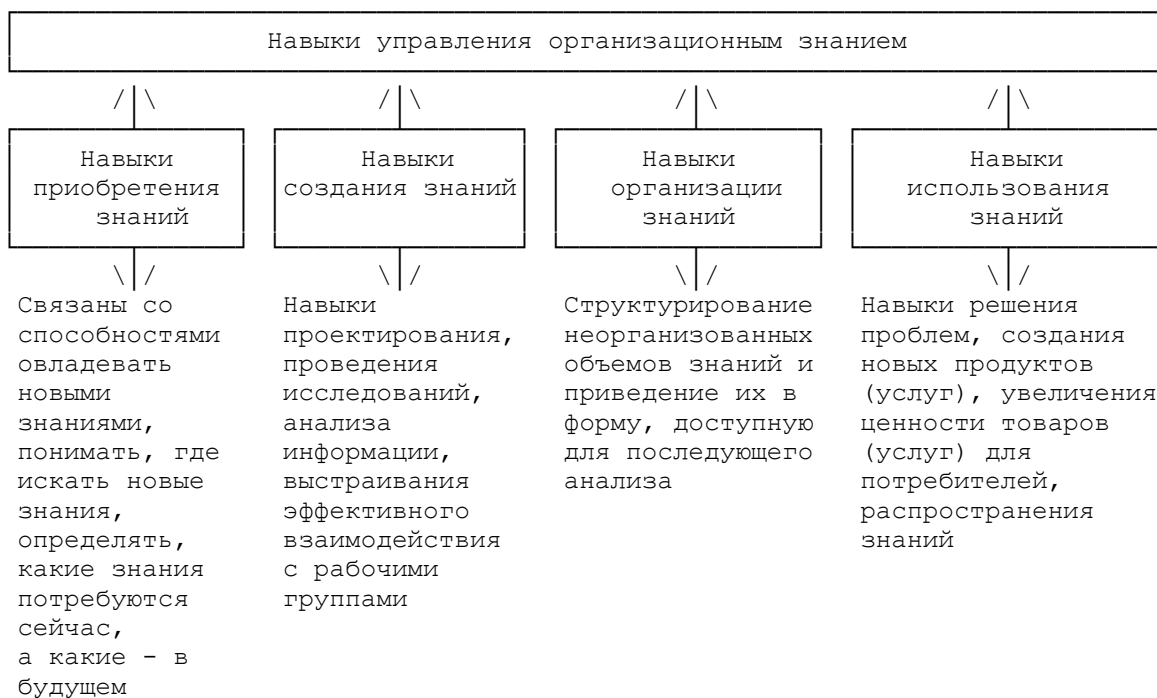 Навыки управления организационным знанием
Навыки
приобретения
знаний
Навыки
создания знаний
Навыки
организации
знаний
Навыки
использования
знаний
Связаны со
способностями
овладевать
новыми
знаниями,
понимать, где
искать новые
знания,
определять,
какие знания
потребуются
сейчас,
а какие - в
будущем
Навыки
проектирования,
проведения
исследований,
анализа
информации,
выстраивания
эффективного
взаимодействия
с рабочими
группами
Структурирование
неорганизованных
объемов знаний и
приведение их в
форму, доступную
для последующего
анализа
Навыки решения
проблем, создания
новых продуктов
(услуг), увеличения
ценности товаров
(услуг) для
потребителей,
распространения
знаний